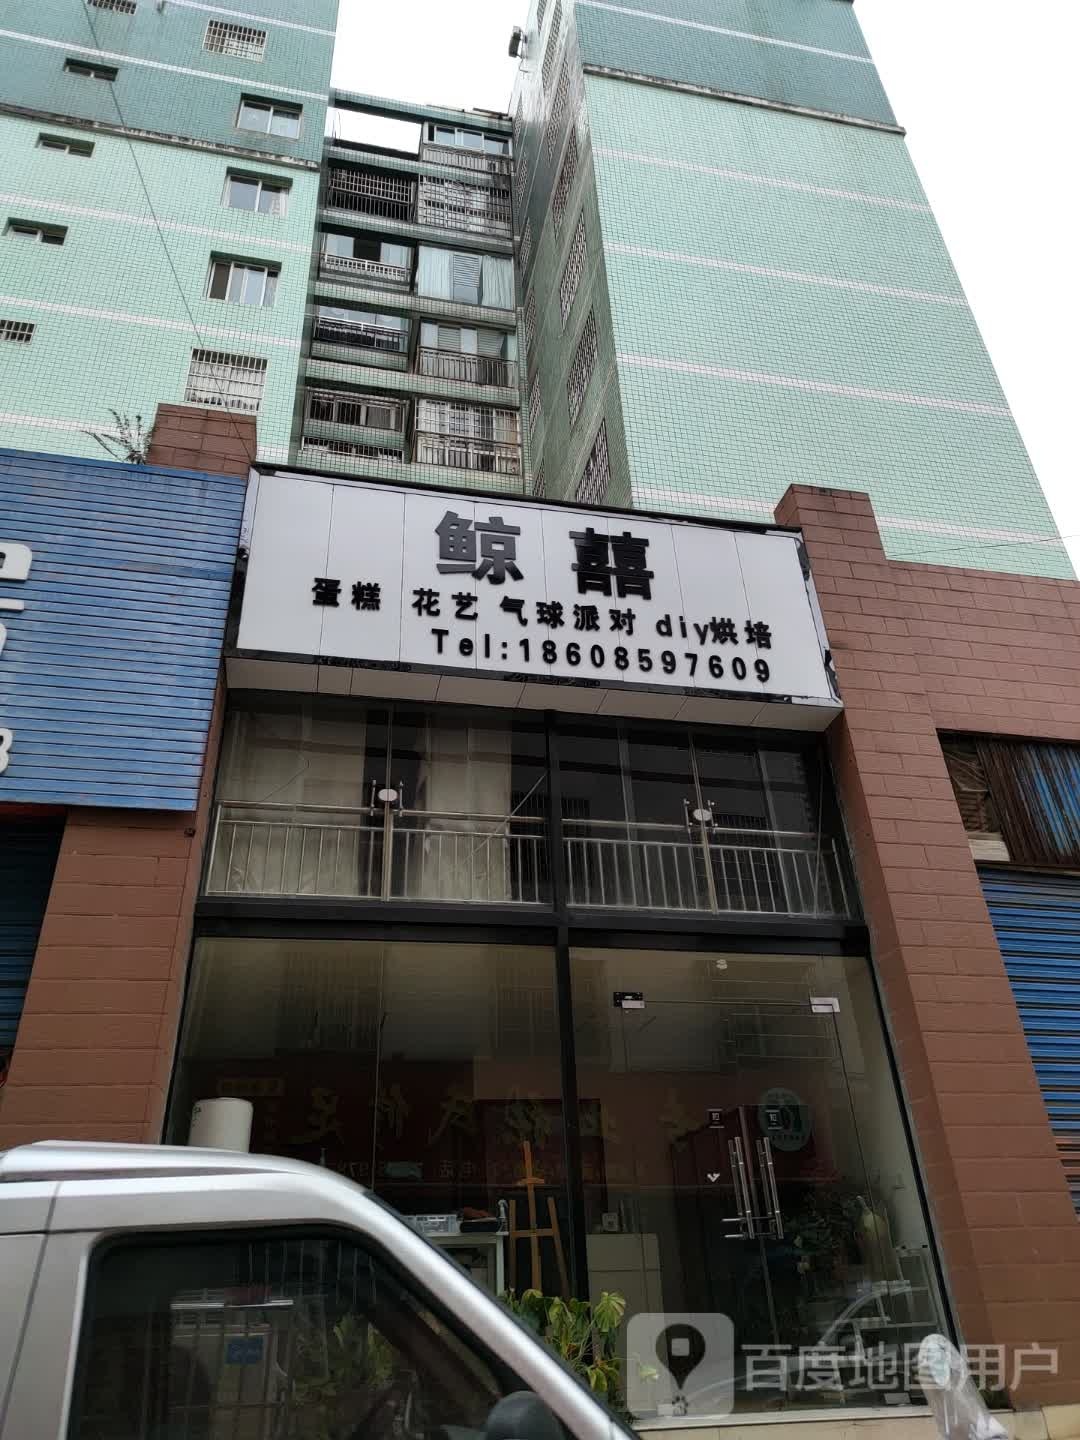 鲸囍
蛋糕 花艺 气球派对 diy烘培
Tel:18608597609
百度地图用户